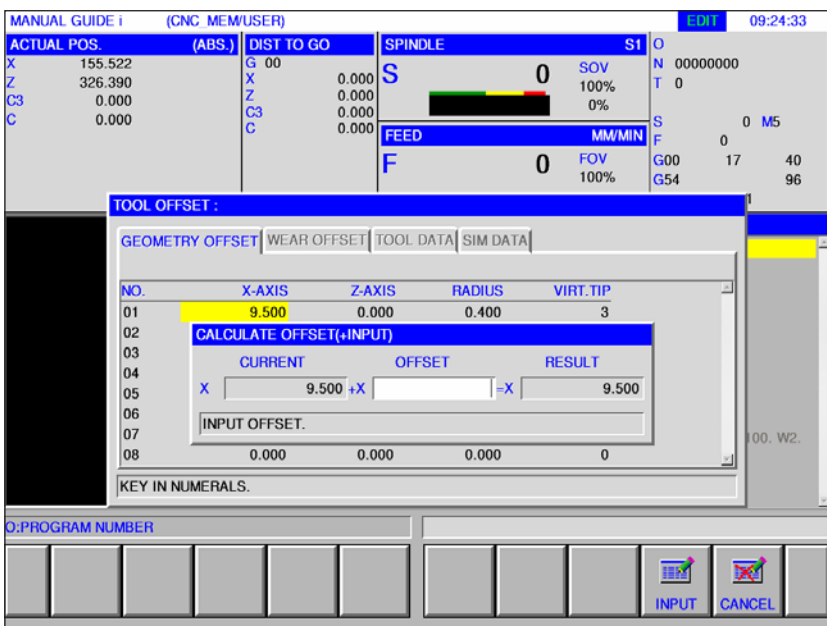 MANUAL GUIDE i (CNC_MEM/USER) EDIT 09:24:33
ACTUAL POS. (ABS.) DIST TO GO SPINDLE S1 O
X 155.522 G 00 N 00000000
Z 326.390 X 0.000 S 0 SOV T 0
C3 0.000 Z 0.000 100%
C 0.000 C3 0.000 0%
C 0.000 S 0 M5
FEED MM/MIN F 0
F 0 FOV G00 17 40
100% G54 96
1
TOOL OFFSET :
GEOMETRY OFFSET WEAR OFFSET TOOL DATA SIM DATA
NO. X-AXIS Z-AXIS RADIUS VIRT.TIP
01 9.500 0.000 0.400 3
02
CALCULATE OFFSET(+INPUT)
03
CURRENT OFFSET RESULT
04
X 9.500 +X =X 9.500
05
06
INPUT OFFSET.
07
100. W2.
08 0.000 0.000 0.000 0
KEY IN NUMERALS.
O:PROGRAM NUMBER
INPUT CANCEL